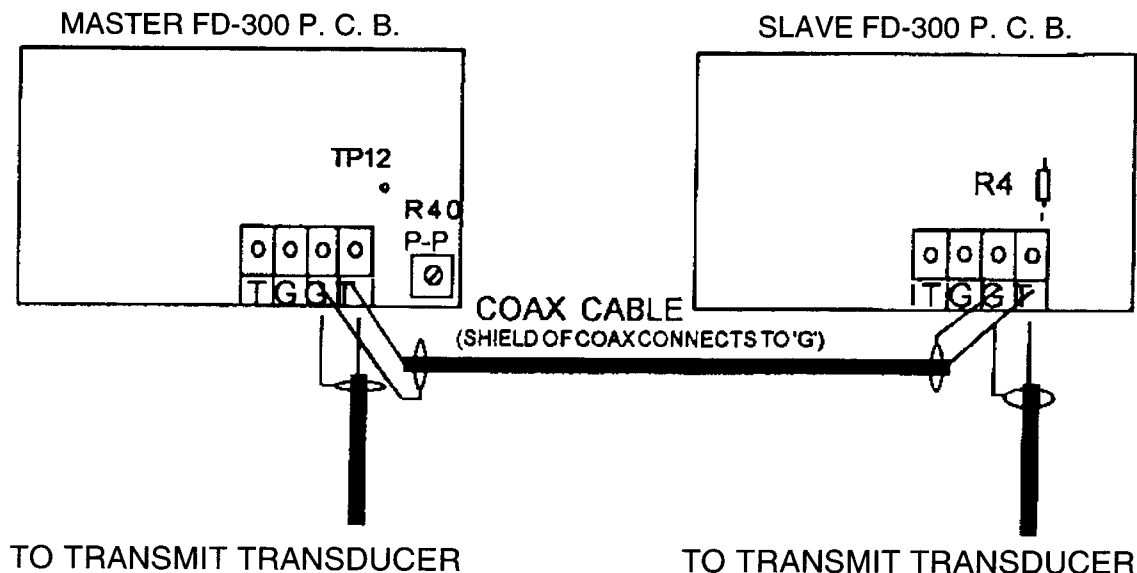 MASTER FD-300 P. C. B.
SLAVE FD-300 P. C. B.
TP12
R40
P-P
R4
T G G T
T G G T
COAX CABLE
(SHIELD OF COAX CONNECTS TO 'G')
TO TRANSMIT TRANSDUCER
TO TRANSMIT TRANSDUCER